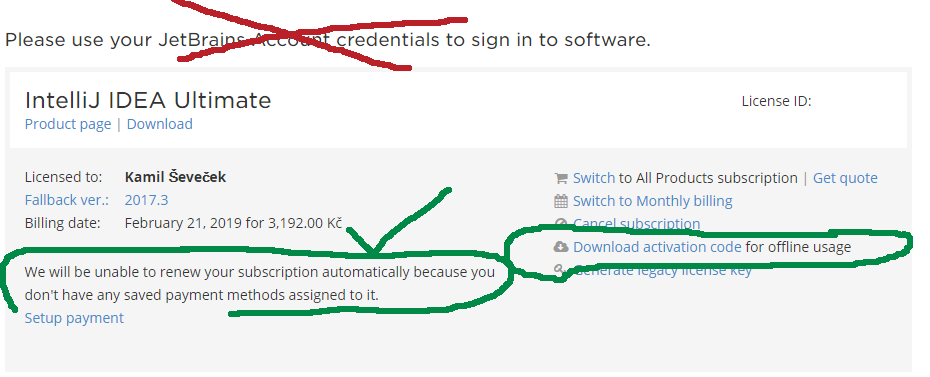 Please use your JetBrains Account credentials to sign in to software.
IntelliJ IDEA Ultimate
License ID:
Product page | Download
Licensed to: Kamil Ševeček
Switch to All Products subscription | Get quote
Fallback ver.: 2017.3
Switch to Monthly billing
Billing date: February 21, 2019 for 3,192.00 Kč
Cancel subscription
Download activation code for offline usage
We will be unable to renew your subscription automatically because you
Generate legacy license key
don't have any saved payment methods assigned to it.
Setup payment